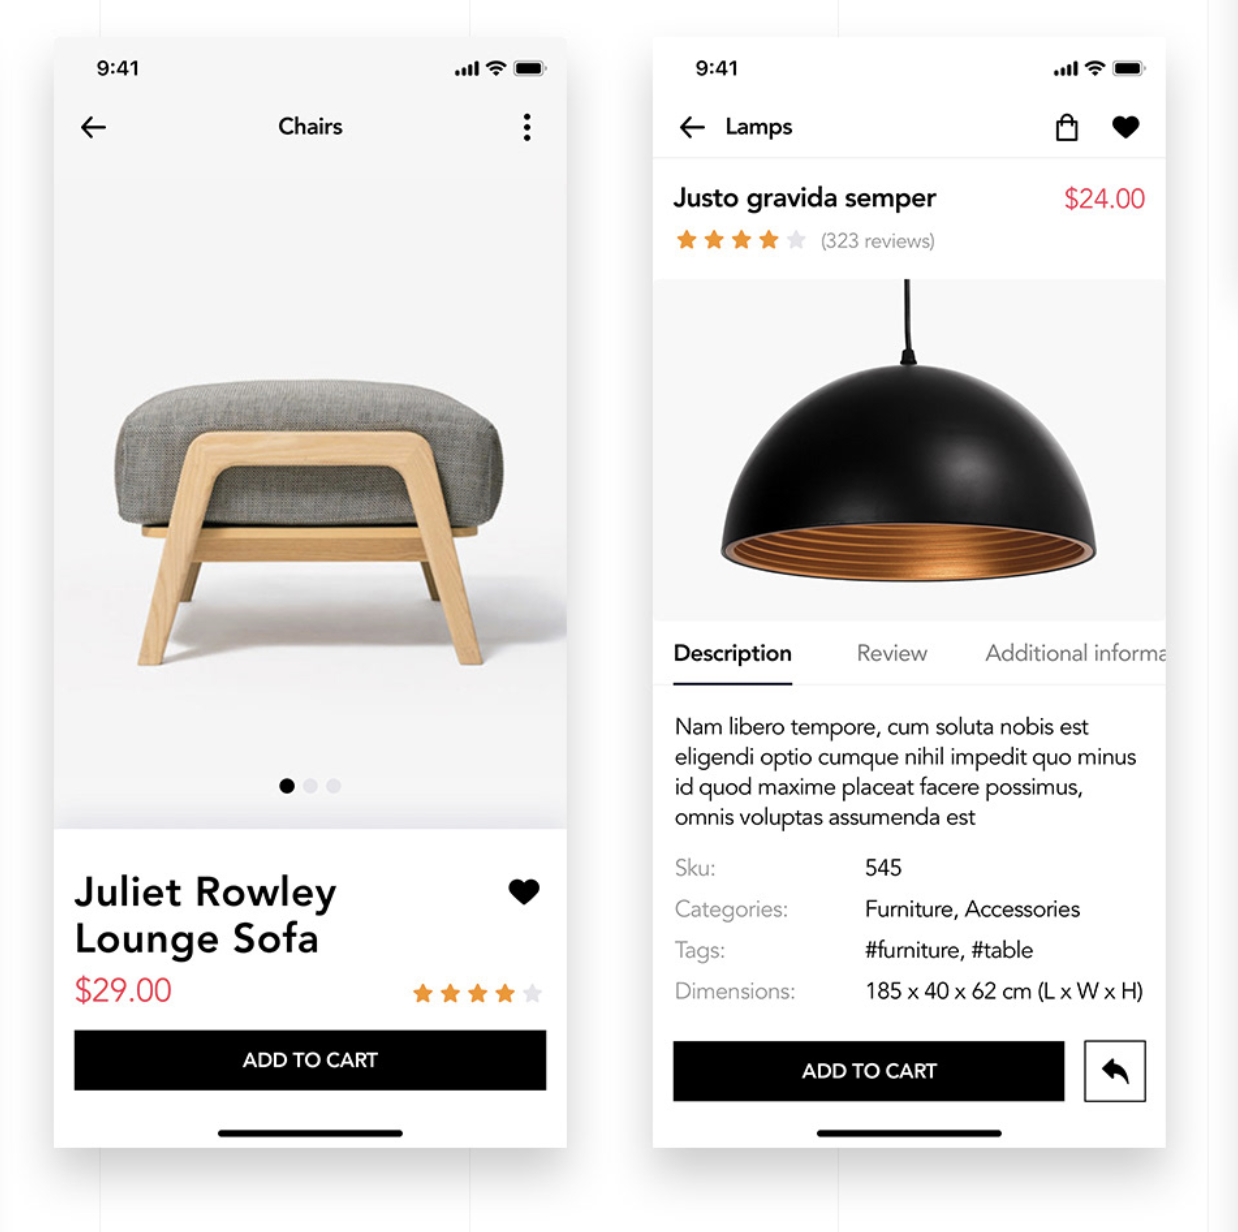 9:41
Chairs
Juliet Rowley
Lounge Sofa
$29.00
ADD TO CART
9:41
Lamps
Justo gravida semper
$24.00
(323 reviews)
Description Review Additional informa
Nam libero tempore, cum soluta nobis est
eligendi optio cumque nihil impedit quo minus
id quod maxime placeat facere possimus,
omnis voluptas assumenda est
Sku: 545
Categories: Furniture, Accessories
Tags: #furniture, #table
Dimensions: 185 x 40 x 62 cm (L x W x H)
ADD TO CART